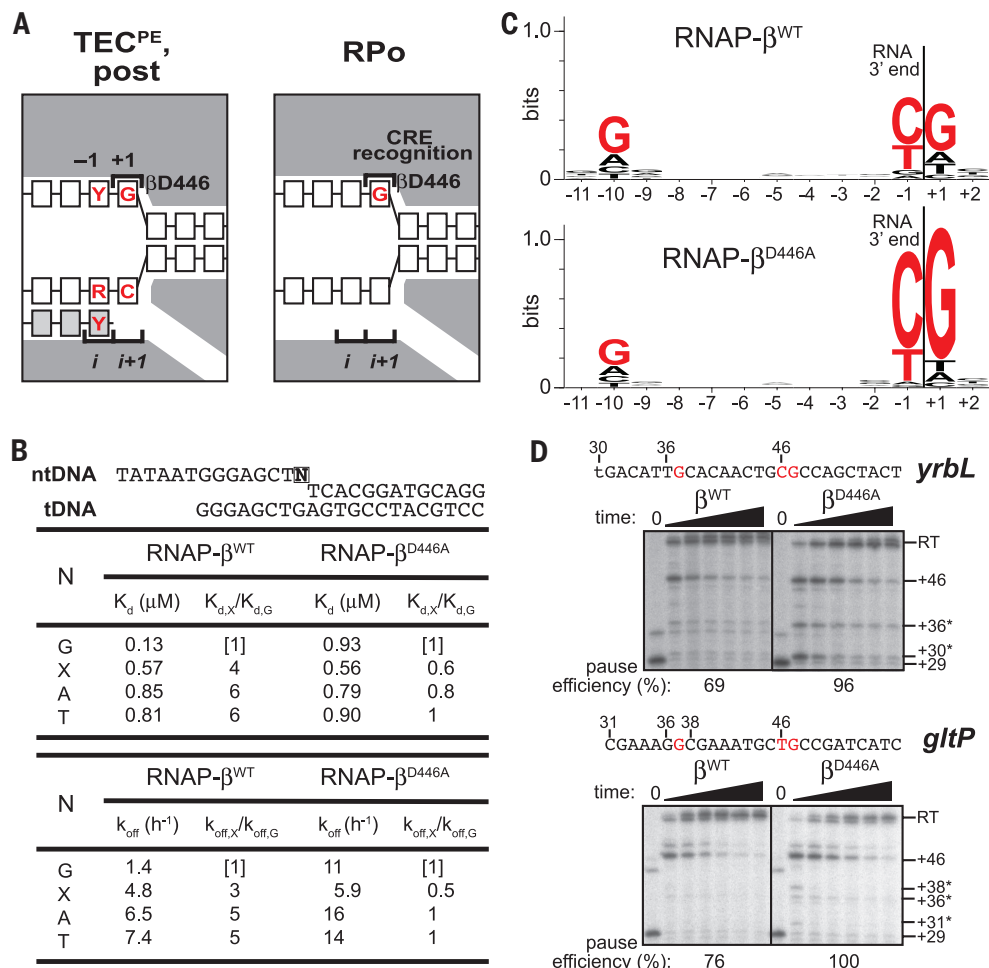 A
TEC^PE,
post
RPo
–1 +1
βD446
Y G
R C
Y
i i+1
CRE
recognition
βD446
G
i i+1
B
ntDNA TATAATGGGAGCTN
TCACGGATGCAGG
tDNA GGGAGCTGAGTGCCTACGTCC
N RNAP-β^WT RNAP-β^D446A
K_d (μM) K_d,X/K_d,G K_d (μM) K_d,X/K_d,G
G 0.13 [1] 0.93 [1]
X 0.57 4 0.56 0.6
A 0.85 6 0.79 0.8
T 0.81 6 0.90 1
N RNAP-β^WT RNAP-β^D446A
k_off (h^-1) k_off,X/k_off,G k_off (h^-1) k_off,X/k_off,G
G 1.4 [1] 11 [1]
X 4.8 3 5.9 0.5
A 6.5 5 16 1
T 7.4 5 14 1
C
RNAP-β^WT
RNA
3' end
1.0
bits
0
G A T
C T
G A T
-11 -10 -9 -8 -7 -6 -5 -4 -3 -2 -1 +1 +2
RNAP-β^D446A
RNA
3' end
1.0
bits
0
G A C
C T
G T A
-11 -10 -9 -8 -7 -6 -5 -4 -3 -2 -1 +1 +2
D
30 36 46
tGACATTGCACAACTGCGCCAGCTACT yrbL
β^WT β^D446A
time: 0 0
RT
+46
+36*
+30*
+29
pause
efficiency (%): 69 96
31 36 38 46
CGAAAGGCGAAATGCTGCCGATCATC gltP
β^WT β^D446A
time: 0 0
RT
+46
+38*
+36*
+31*
+29
pause
efficiency (%): 76 100